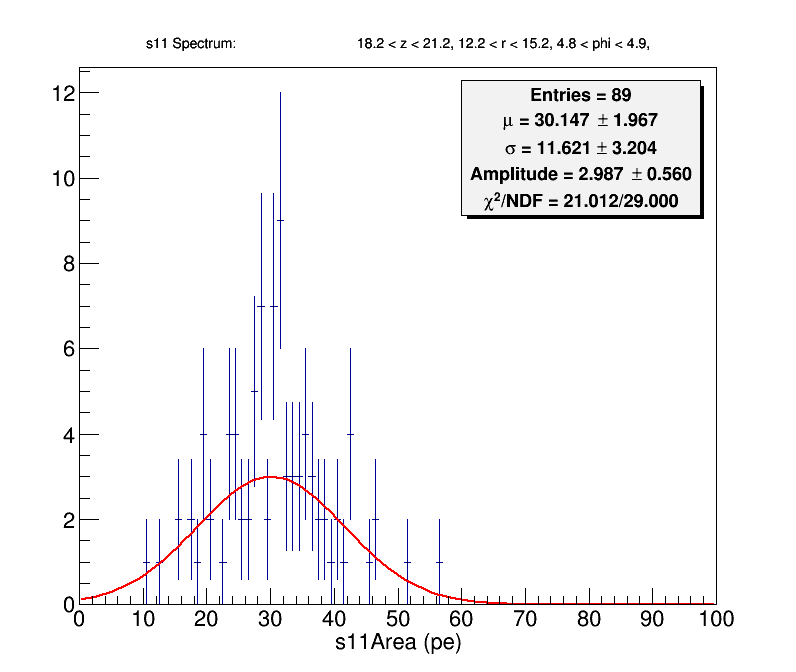 s11 Spectrum: 18.2 < z < 21.2, 12.2 < r < 15.2, 4.8 < phi < 4.9,
Entries = 89
μ = 30.147 ± 1.967
σ = 11.621 ± 3.204
Amplitude = 2.987 ± 0.560
χ²/NDF = 21.012/29.000
12
10
8
6
4
2
0
0 10 20 30 40 50 60 70 80 90 100
s11Area (pe)